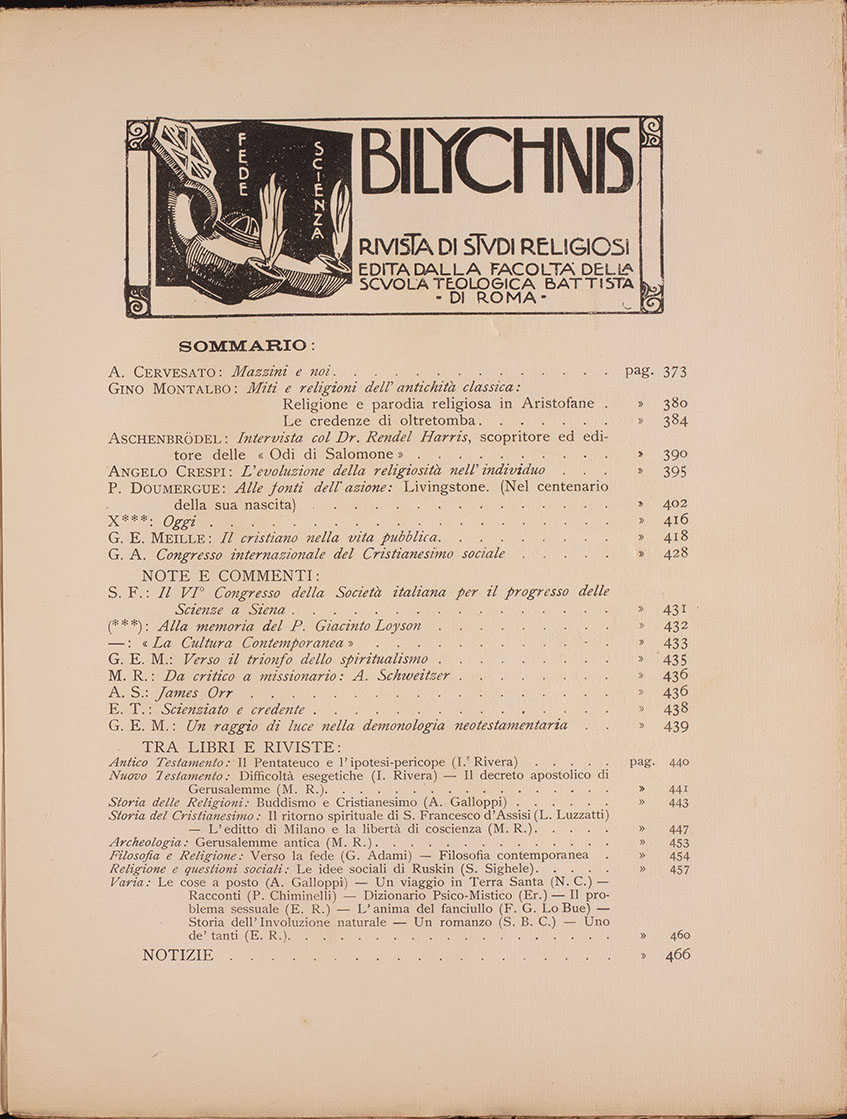 FEDE
SCIENZA
BILYCHNIS
RIVISTA DI STVDI RELIGIOSI
EDITA DALLA FACOLTA' DELLA
SCVOLA TEOLOGICA BATTISTA
- DI ROMA -
SOMMARIO:
A. CERVESATO: Mazzini e noi. . . . . . . . . . . . . . pag. 373
GINO MONTALBO: Miti e religioni dell'antichità classica:
Religione e parodia religiosa in Aristofane . » 380
Le credenze di oltretomba. . . . . . . » 384
ASCHENBRÖDEL: Intervista col Dr. Rendel Harris, scopritore ed edi-
tore delle « Odi di Salomone » . . . . . . . . . . » 390
ANGELO CRESPI: L'evoluzione della religiosità nell'individuo . . . » 395
P. DOUMERGUE: Alle fonti dell'azione: Livingstone. (Nel centenario
della sua nascita) . . . . . . . . . . . . . . . » 402
X***: Oggi . . . . . . . . . . . . . . . . . . . . » 416
G. E. MEILLE: Il cristiano nella vita pubblica. . . . . . . . . » 418
G. A. Congresso internazionale del Cristianesimo sociale . . . . . » 428
NOTE E COMMENTI:
S. F.: Il VI° Congresso della Società italiana per il progresso delle
Scienze a Siena . . . . . . . . . . . . . . . . » 431
(***): Alla memoria del P. Giacinto Loyson . . . . . . . . . » 432
—: « La Cultura Contemporanea » . . . . . . . . . . . . . » 433
G. E. M.: Verso il trionfo dello spiritualismo . . . . . . . . . » 435
M. R.: Da critico a missionario: A. Schweitzer . . . . . . . . » 436
A. S.: James Orr . . . . . . . . . . . . . . . . . . » 436
E. T.: Scienziato e credente . . . . . . . . . . . . . . . » 438
G. E. M.: Un raggio di luce nella demonologia neotestamentaria . . » 439
TRA LIBRI E RIVISTE:
Antico Testamento: Il Pentateuco e l'ipotesi-pericope (I. Rivera) . . . . . pag. 440
Nuovo Testamento: Difficoltà esegetiche (I. Rivera) — Il decreto apostolico di
Gerusalemme (M. R.). . . . . . . . . . . . . . . . » 441
Storia delle Religioni: Buddismo e Cristianesimo (A. Galloppi) . . . . . . » 443
Storia del Cristianesimo: Il ritorno spirituale di S. Francesco d'Assisi (L. Luzzatti)
— L'editto di Milano e la libertà di coscienza (M. R.). . . . . » 447
Archeologia: Gerusalemme antica (M. R.). . . . . . . . . . . . . » 453
Filosofia e Religione: Verso la fede (G. Adami) — Filosofia contemporanea . » 454
Religione e questioni sociali: Le idee sociali di Ruskin (S. Sighele). . . . . » 457
Varia: Le cose a posto (A. Galloppi) — Un viaggio in Terra Santa (N. C.) —
Racconti (P. Chiminelli) — Dizionario Psico-Mistico (Er.) — Il pro-
blema sessuale (E. R.) — L'anima del fanciullo (F. G. Lo Bue) —
Storia dell'Involuzione naturale — Un romanzo (S. B. C.) — Uno
de' tanti (E. R.). . . . . . . . . . . . . . . . . . » 460
NOTIZIE . . . . . . . . . . . . . . . . . . . . » 466